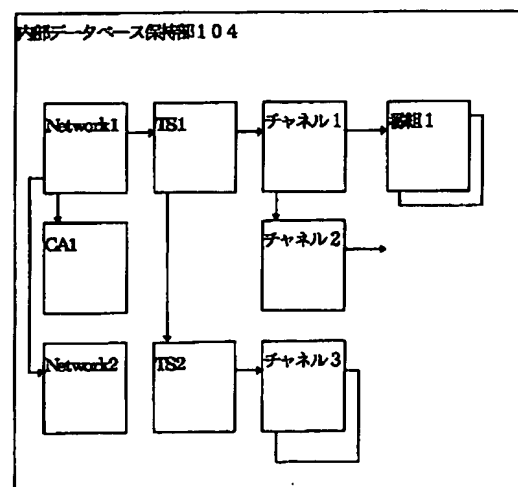 内部データベース保持部104
Network1
TS1
チャネル1
番組1
CA1
チャネル2
Network2
TS2
チャネル3